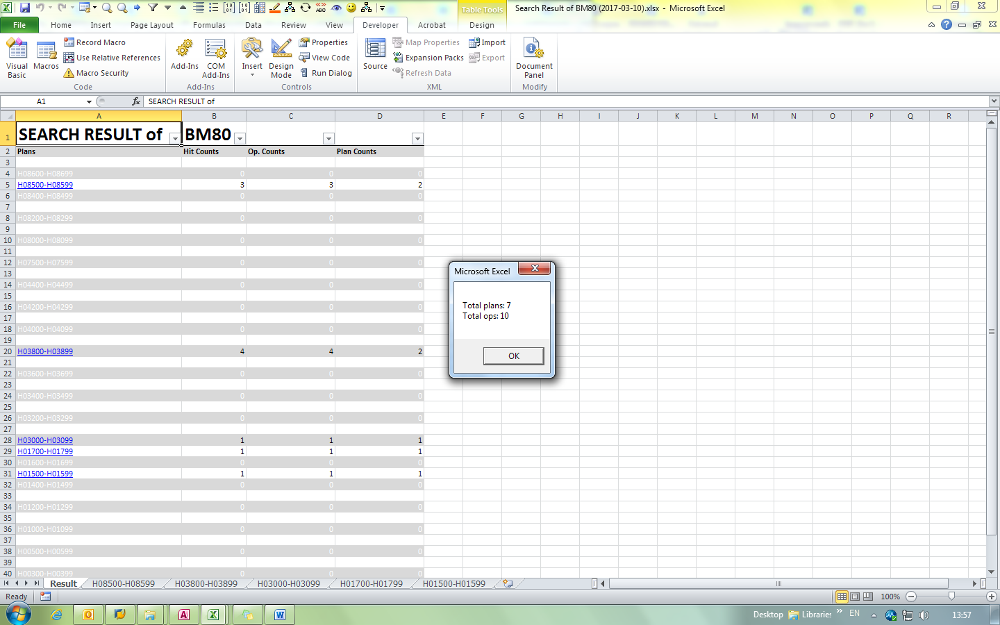 Table Tools
Search Result of BM80 (2017-03-10).xlsx - Microsoft Excel
File Home Insert Page Layout Formulas Data Review View Developer Acrobat Design
Visual Basic
Macros
Record Macro
Use Relative References
Macro Security
Code
Add-Ins
COM Add-Ins
Add-Ins
Insert
Design Mode
Properties
View Code
Run Dialog
Controls
Source
Map Properties
Expansion Packs
Refresh Data
Import
Export
XML
Document Panel
Modify
A1 fx SEARCH RESULT of
A B C D E F G H I J K L M N O P Q R
1 SEARCH RESULT of BM80
2 Plans Hit Counts Op. Counts Plan Counts
3
4 H08600-H08699 0 0 0
5 H08500-H08599 3 3 2
6 H08400-H08499 0 0 0
7
8 H08200-H08299 0 0 0
9
10 H08000-H08099 0 0 0
11
12 H07500-H07599 0 0 0
13
14 H04400-H04499 0 0 0
15
16 H04200-H04299 0 0 0
17
18 H04000-H04099 0 0 0
19
20 H03800-H03899 4 4 2
21
22 H03600-H03699 0 0 0
23
24 H03400-H03499 0 0 0
25
26 H03200-H03299 0 0 0
27
28 H03000-H03099 1 1 1
29 H01700-H01799 1 1 1
30 H01600-H01699 0 0 0
31 H01500-H01599 1 1 1
32 H01400-H01499 0 0 0
33
34 H01200-H01299 0 0 0
35
36 H01000-H01099 0 0 0
37
38 H00500-H00599 0 0 0
39
40 H00300-H00399 0 0 0
Microsoft Excel
Total plans: 7
Total ops: 10
OK
Result H08500-H08599 H03800-H03899 H03000-H03099 H01700-H01799 H01500-H01599
Ready 100%
Desktop Libraries EN 13:57